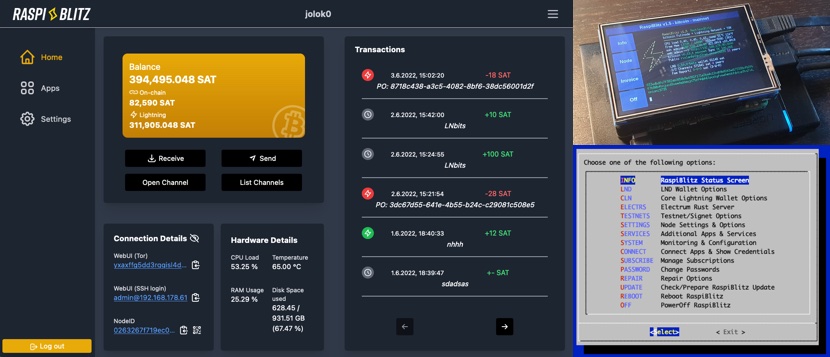 RASPI BLITZ
jolok0
Home
Apps
Settings
Log out
Balance
394,495.048 SAT
On-chain
82,590 SAT
Lightning
311,905.048 SAT
Receive
Send
Open Channel
List Channels
Connection Details
WebUI (Tor)
yxaxffg5dd3rqqisi4d...
WebUI (SSH login)
admin@192.168.178.61
NodeID
0263267f719ec0...
Hardware Details
CPU Load
Temperature
53.25 %
65.00 °C
RAM Usage
Disk Space
used
25.29 %
628.45 /
931.51 GB
(67.47 %)
Transactions
3.6.2022, 15:02:20 -18 SAT
PO: 8718c438-a3c5-4082-8bf6-38dc56001d2f
2.6.2022, 15:42:00 +10 SAT
LNbits
2.6.2022, 15:24:55 +100 SAT
LNbits
2.6.2022, 15:21:54 -28 SAT
PO: 3dc67d55-641e-4b55-b24c-c29081c508e5
1.6.2022, 18:40:33 +12 SAT
nhhh
1.6.2022, 18:39:47 +- SAT
sdadsas
Info
Node
Invoice
Off
Choose one of the following options:
INFO RaspiBlitz Status Screen
LND LND Wallet Options
CLN Core Lightning Wallet Options
ELECTRS Electrum Rust Server
TESTNETS Testnet/Signet Options
SETTINGS Node Settings & Options
SERVICES Additional Apps & Services
SYSTEM Monitoring & Configuration
CONNECT Connect Apps & Show Credentials
SUBSCRIBE Manage Subscriptions
PASSWORD Change Passwords
REPAIR Repair Options
UPDATE Check/Prepare RaspiBlitz Update
REBOOT Reboot RaspiBlitz
OFF PowerOff RaspiBlitz
<Select> < Exit >